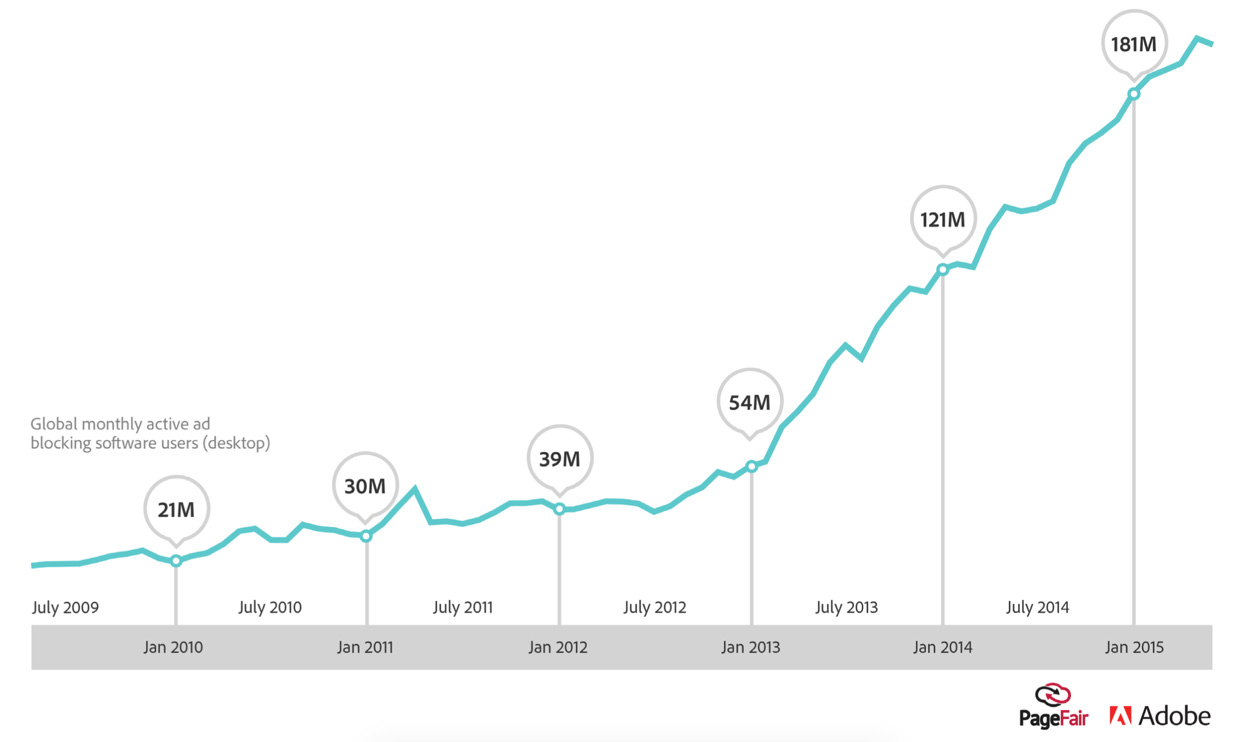 181M
121M
54M
Global monthly active ad
blocking software users (desktop)
39M
30M
21M
July 2009
July 2010
July 2011
July 2012
July 2013
July 2014
Jan 2010
Jan 2011
Jan 2012
Jan 2013
Jan 2014
Jan 2015
PageFair
Adobe